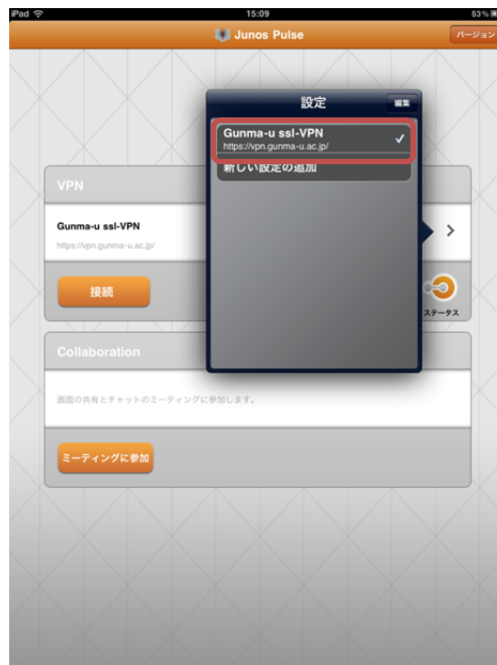 iPad
15:09
53%
Junos Pulse
バージョン
設定
編集
Gunma-u ssl-VPN
https://vpn.gunma-u.ac.jp/
新しい設定の追加
VPN
Gunma-u ssl-VPN
https://vpn.gunma-u.ac.jp/
接続
ステータス
Collaboration
画面の共有とチャットのミーティングに参加します。
ミーティングに参加